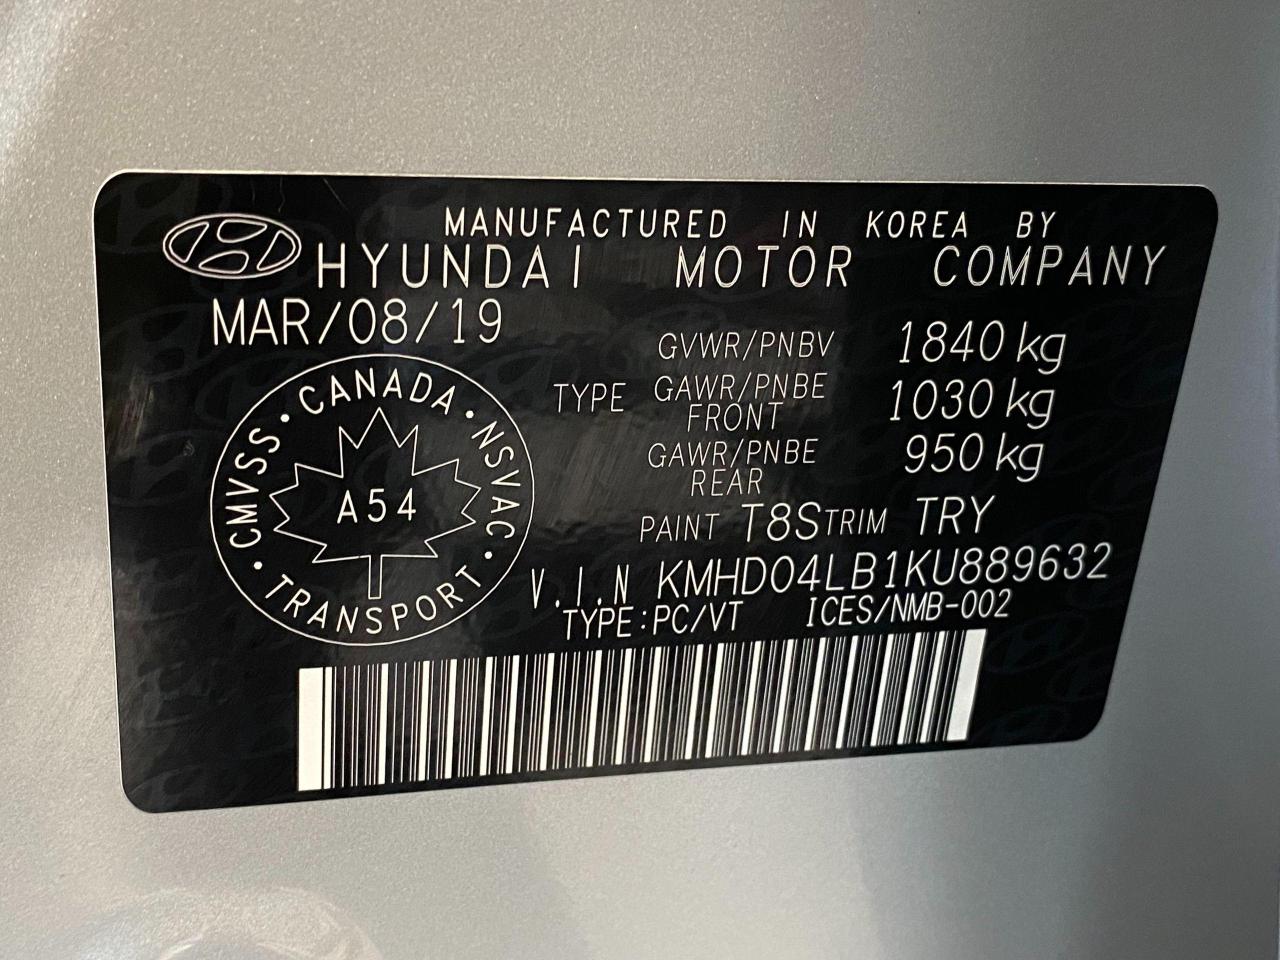 MANUFACTURED IN KOREA BY
HYUNDAI MOTOR COMPANY
MAR/08/19
GVWR/PNBV 1840 kg
TYPE GAWR/PNBE FRONT 1030 kg
GAWR/PNBE REAR 950 kg
PAINT T8S TRIM TRY
V.I.N KMHD04LB1KU889632
TYPE:PC/VT ICES/NMB-002
CMVSS · CANADA · NSVAC · TRANSPORT ·
A54